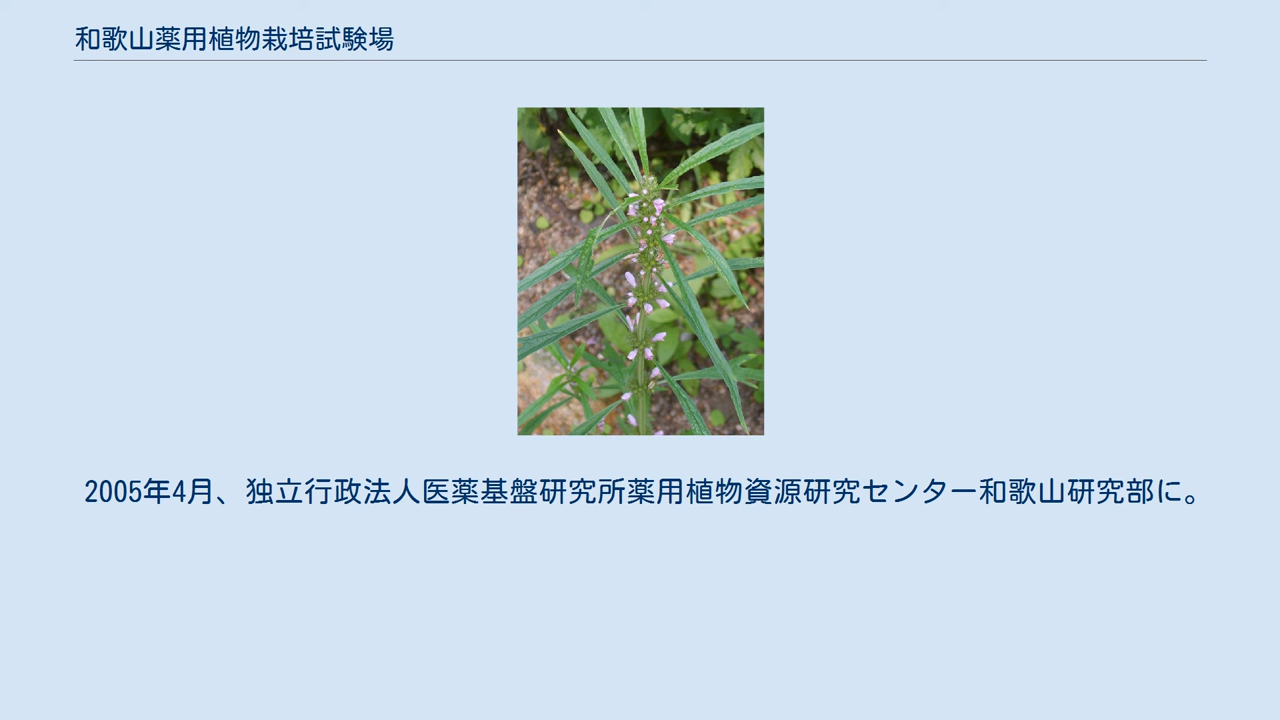 和歌山薬用植物栽培試験場
2005年4月、独立行政法人医薬基盤研究所薬用植物資源研究センター和歌山研究部に。